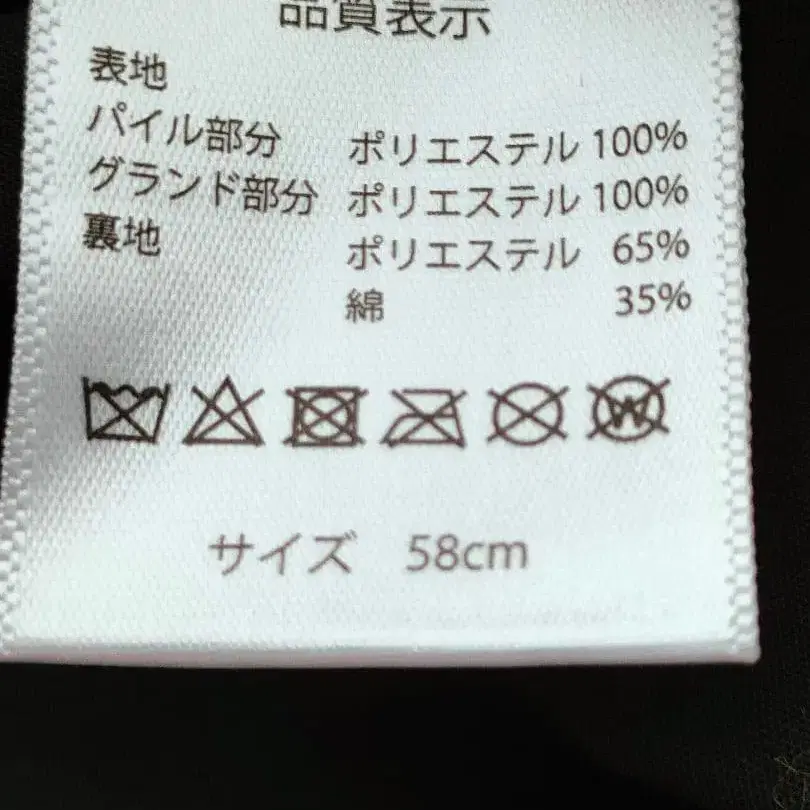 品質表示
表地
パイル部分 ポリエステル 100%
グランド部分 ポリエステル 100%
裏地 ポリエステル 65%
綿 35%
W
サイズ 58cm